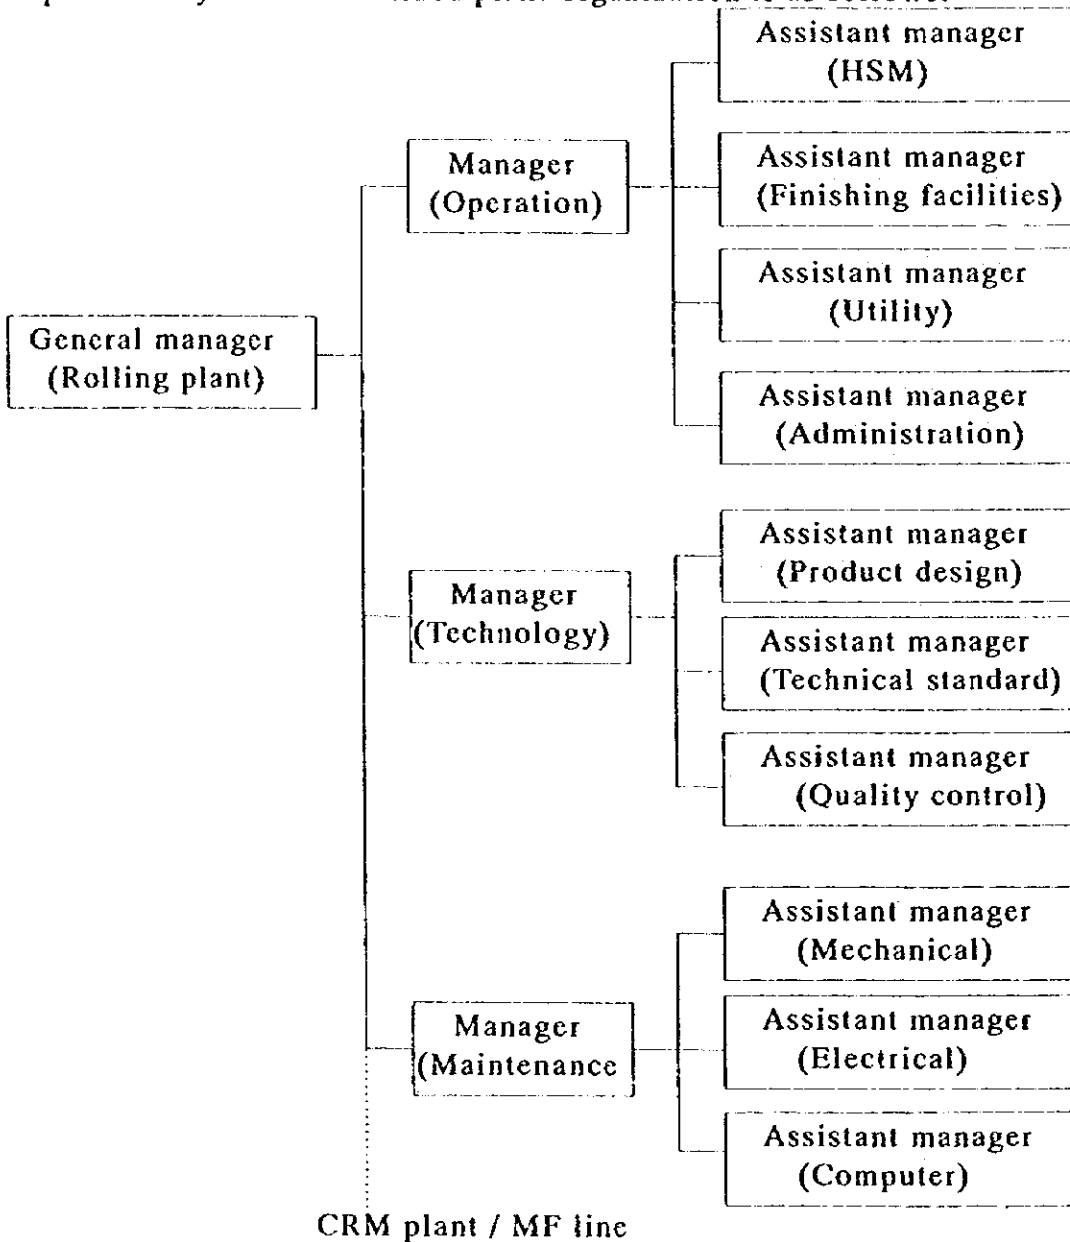 Assistant manager
(HSM)
Manager
(Operation)
Assistant manager
(Finishing facilities)
Assistant manager
(Utility)
General manager
(Rolling plant)
Assistant manager
(Administration)
Assistant manager
(Product design)
Manager
(Technology)
Assistant manager
(Technical standard)
Assistant manager
(Quality control)
Assistant manager
(Mechanical)
Manager
(Maintenance
Assistant manager
(Electrical)
Assistant manager
(Computer)
CRM plant / MF line